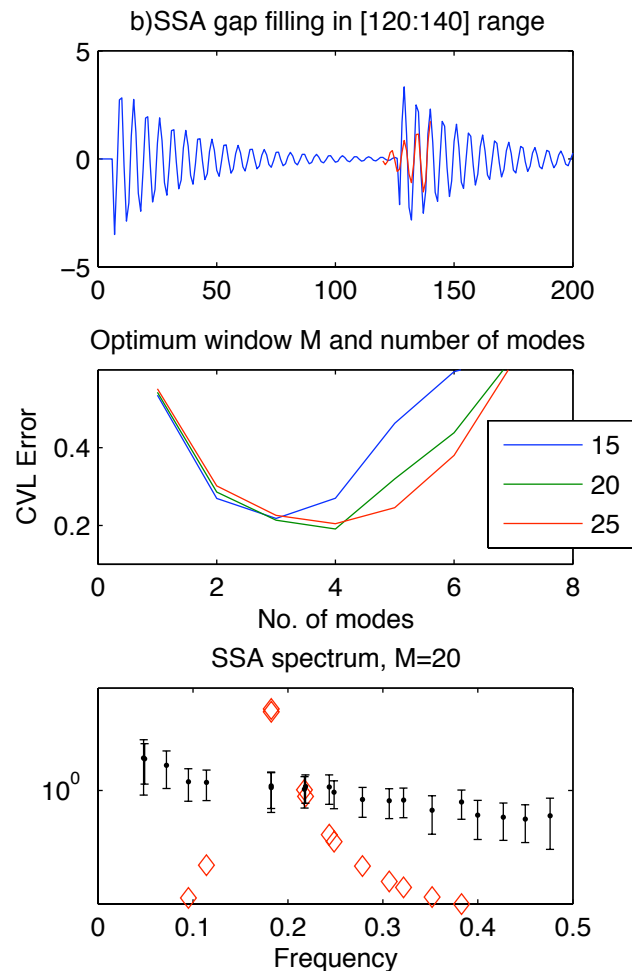 b)SSA gap filling in [120:140] range
5
0
−5
0 50 100 150 200
Optimum window M and number of modes
CVL Error
0.4
0.2
15
20
25
0 2 4 6 8
No. of modes
SSA spectrum, M=20
10^0
0 0.1 0.2 0.3 0.4 0.5
Frequency